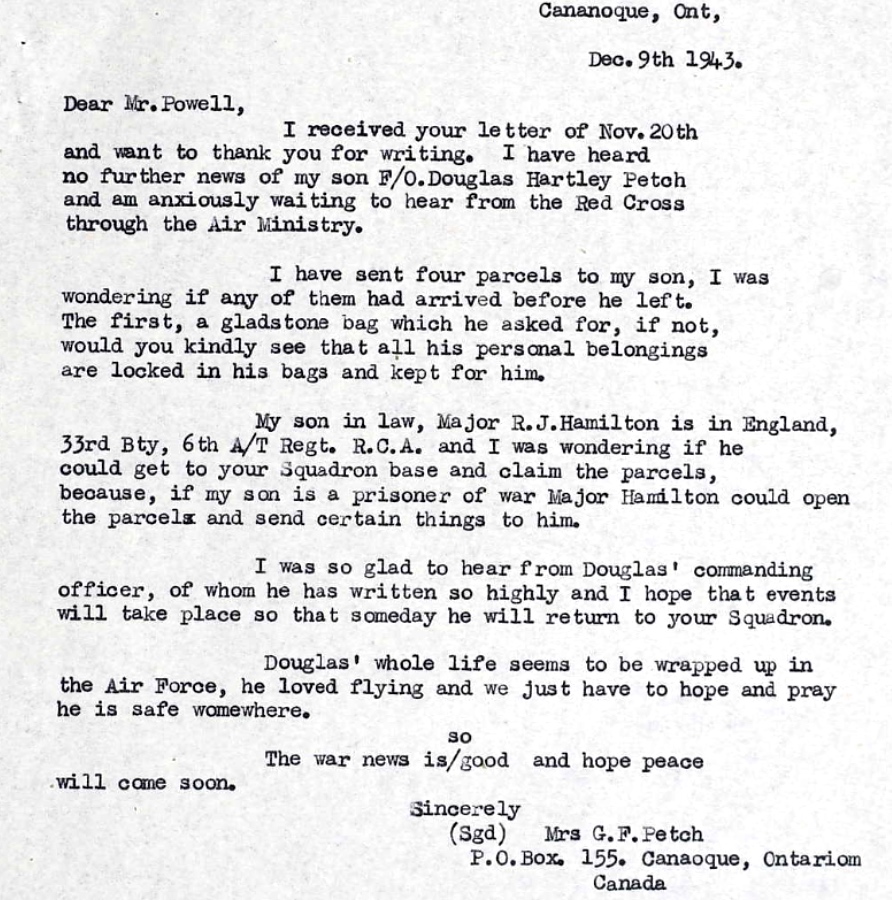 Cananoque, Ont,
Dec.9th 1943.
Dear Mr.Powell,
I received your letter of Nov.20th
and want to thank you for writing. I have heard
no further news of my son F/O.Douglas Hartley Petch
and am anxiously waiting to hear from the Red Cross
through the Air Ministry.
I have sent four parcels to my son, I was
wondering if any of them had arrived before he left.
The first, a gladstone bag which he asked for, if not,
would you kindly see that all his personal belongings
are locked in his bags and kept for him.
My son in law, Major R.J.Hamilton is in England,
33rd Bty, 6th A/T Regt. R.C.A. and I was wondering if he
could get to your Squadron base and claim the parcels,
because, if my son is a prisoner of war Major Hamilton could open
the parcels and send certain things to him.
I was so glad to hear from Douglas' commanding
officer, of whom he has written so highly and I hope that events
will take place so that someday he will return to your Squadron.
Douglas' whole life seems to be wrapped up in
the Air Force, he loved flying and we just have to hope and pray
he is safe womewhere.
so
The war news is/good and hope peace
will come soon.
Sincerely
(Sgd) Mrs G.F.Petch
P.O.Box. 155. Canaoque, Ontariom
Canada